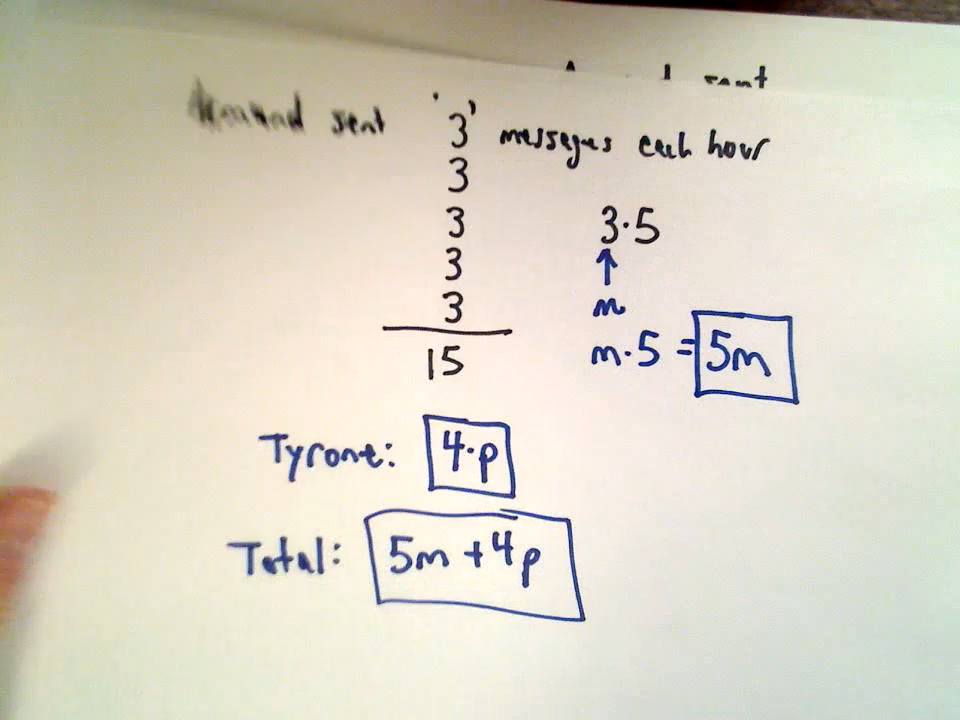 sent
sent '3' messages each hour
3
3
3
3
15
3·5
↑
m
m·5 = 5m
Tyrone: 4·p
Total: 5m + 4p